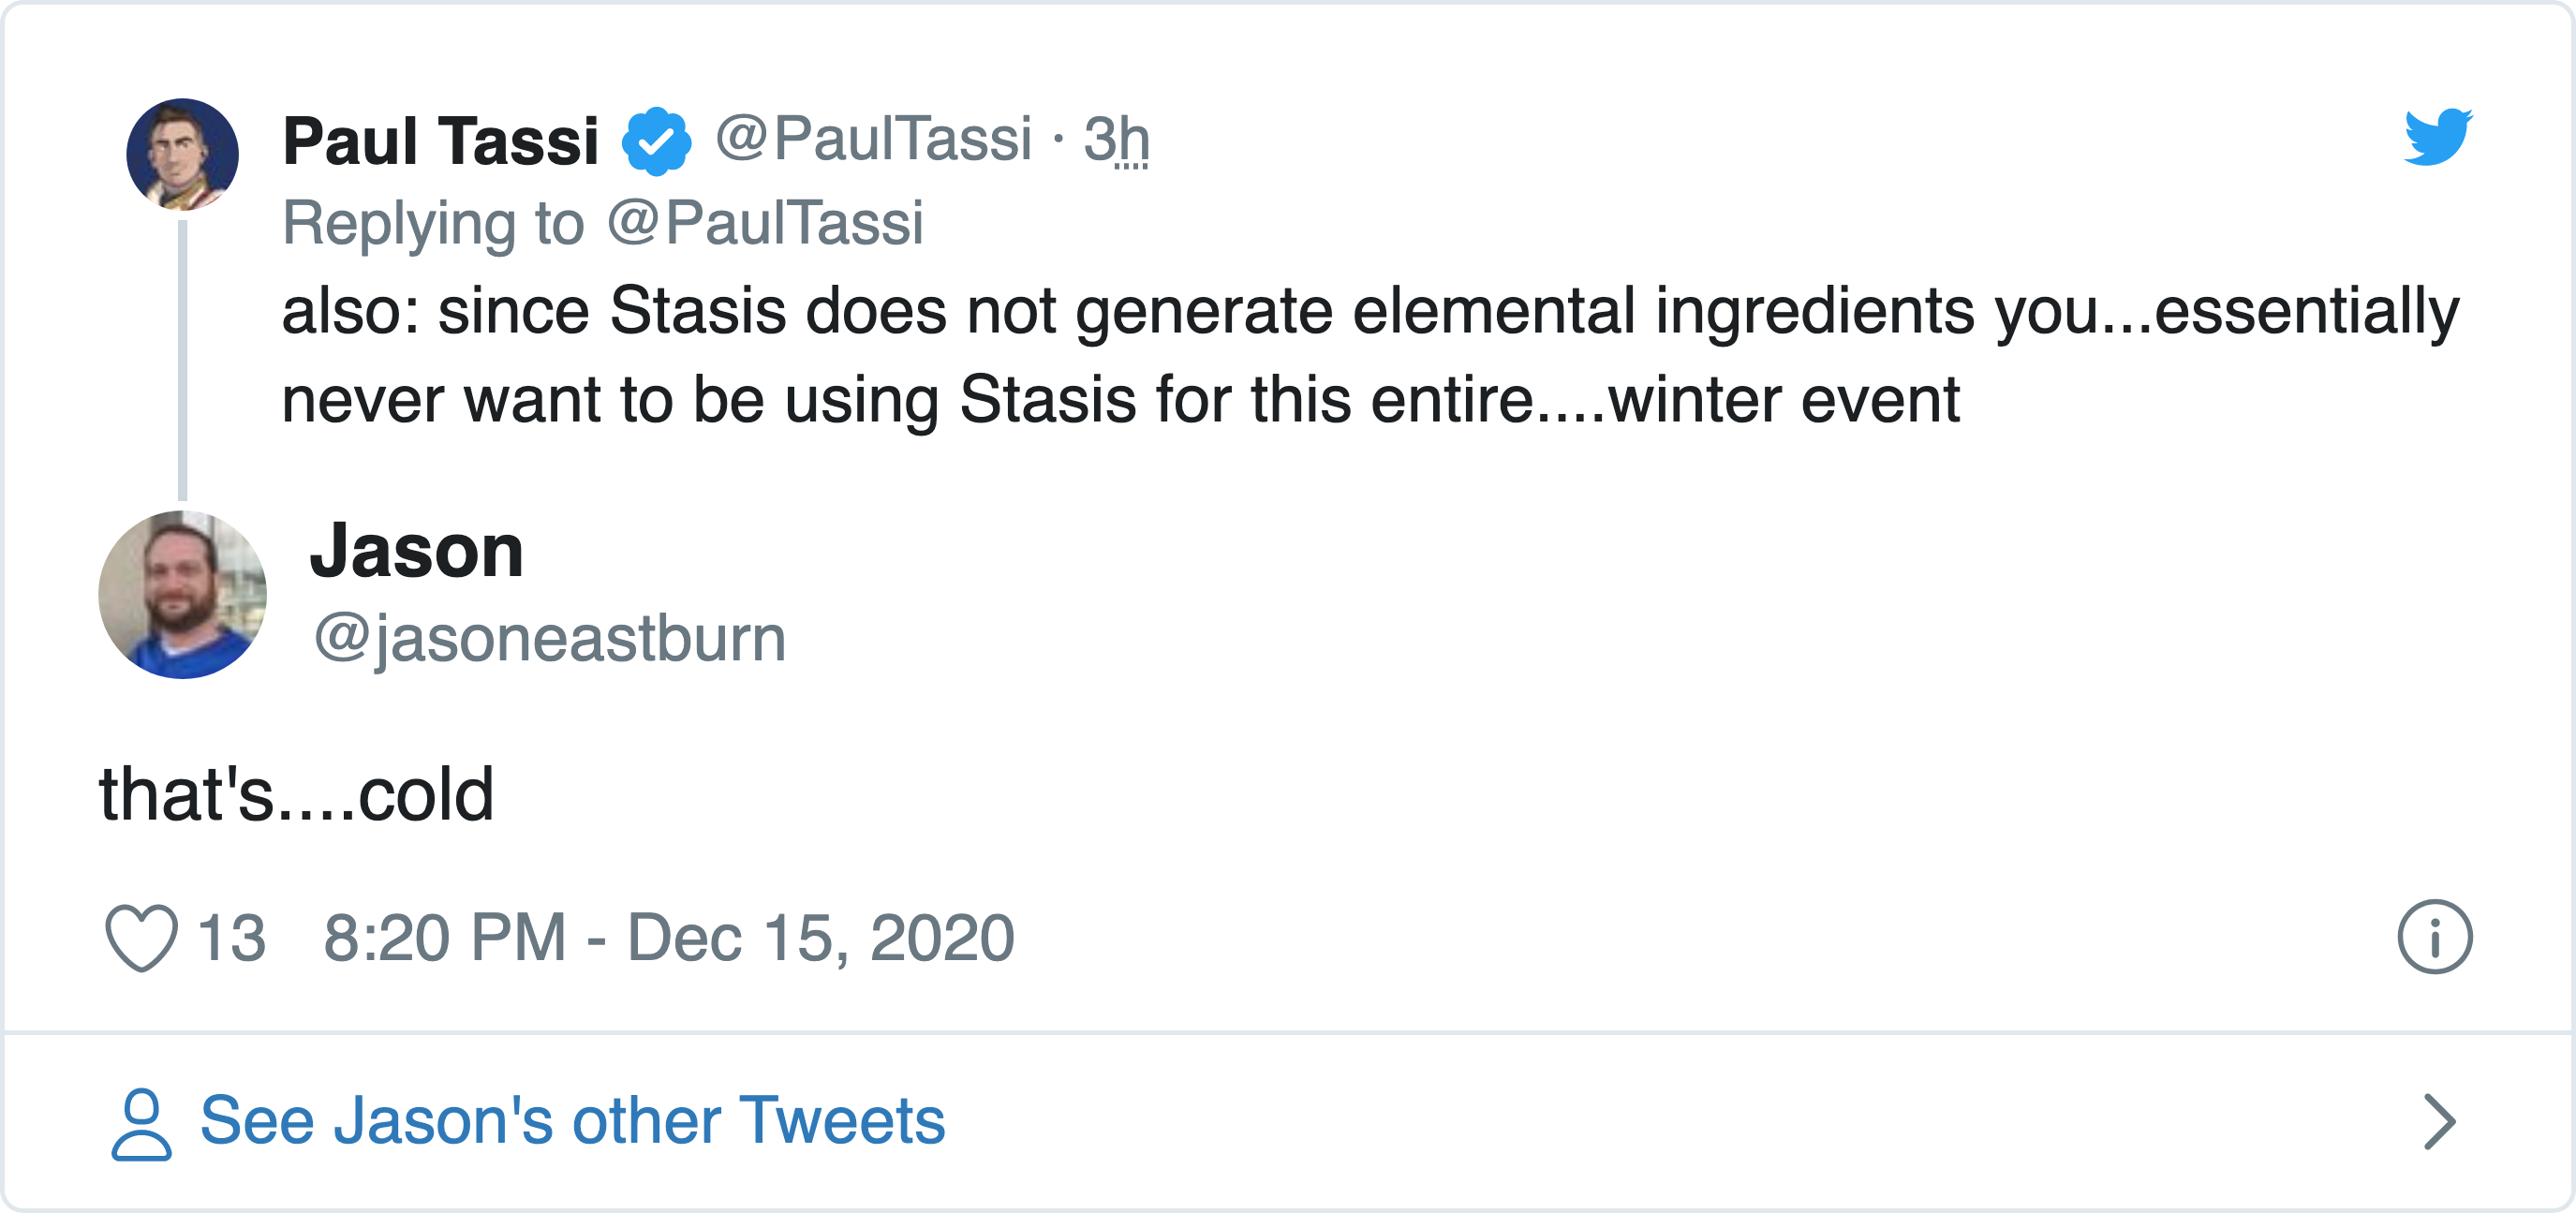 Paul Tassi @PaulTassi · 3h
Replying to @PaulTassi
also: since Stasis does not generate elemental ingredients you...essentially
never want to be using Stasis for this entire....winter event
Jason
@jasoneastburn
that's....cold
13 8:20 PM - Dec 15, 2020
See Jason's other Tweets